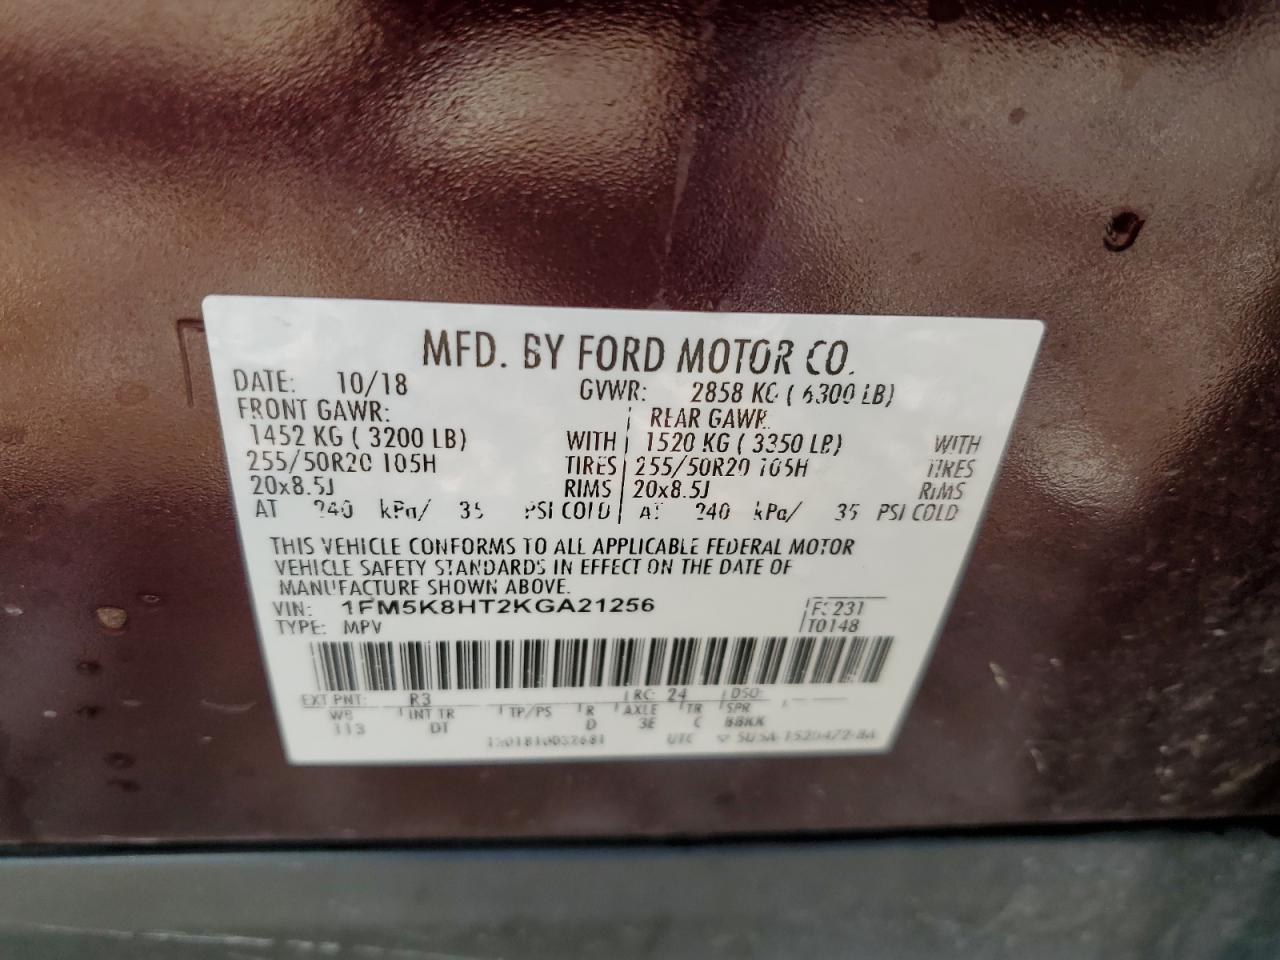 MFD. BY FORD MOTOR CO.
DATE: 10/18 GVWR: 2858 KG ( 6300 LB)
FRONT GAWR: REAR GAWR:
1452 KG ( 3200 LB) WITH 1520 KG ( 3350 LB) WITH
255/50R20 105H TIRES 255/50R20 105H TIRES
20x8.5J RIMS 20x8.5J RIMS
AT 240 kPa/ 35 PSI COLD AT 240 kPa/ 35 PSI COLD
THIS VEHICLE CONFORMS TO ALL APPLICABLE FEDERAL MOTOR
VEHICLE SAFETY STANDARDS IN EFFECT ON THE DATE OF
MANUFACTURE SHOWN ABOVE.
VIN: 1FM5K8HT2KGA21256 F: 231
TYPE: MPV T0148
EXT PNT: R3 RC: 24 DSO:
WB INT TR TP/PS R AXLE TR SPR
113 DT D 3E C BBKK
UTC